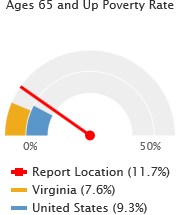 Ages 65 and Up Poverty Rate
0% 50%
Report Location (11.7%)
Virginia (7.6%)
United States (9.3%)